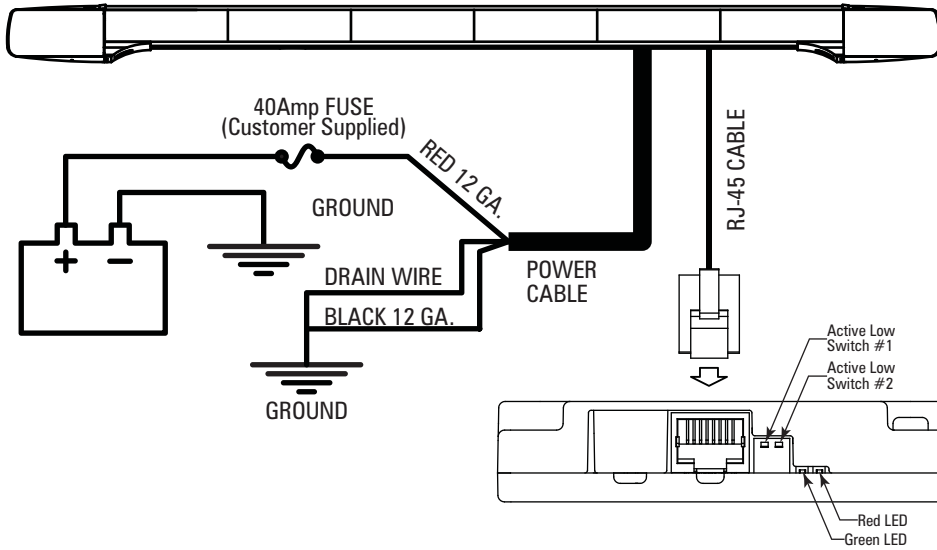 40Amp FUSE
(Customer Supplied)
RED 12 GA.
GROUND
RJ-45 CABLE
+ –
DRAIN WIRE
POWER
CABLE
BLACK 12 GA.
GROUND
Active Low
Switch #1
Active Low
Switch #2
Red LED
Green LED